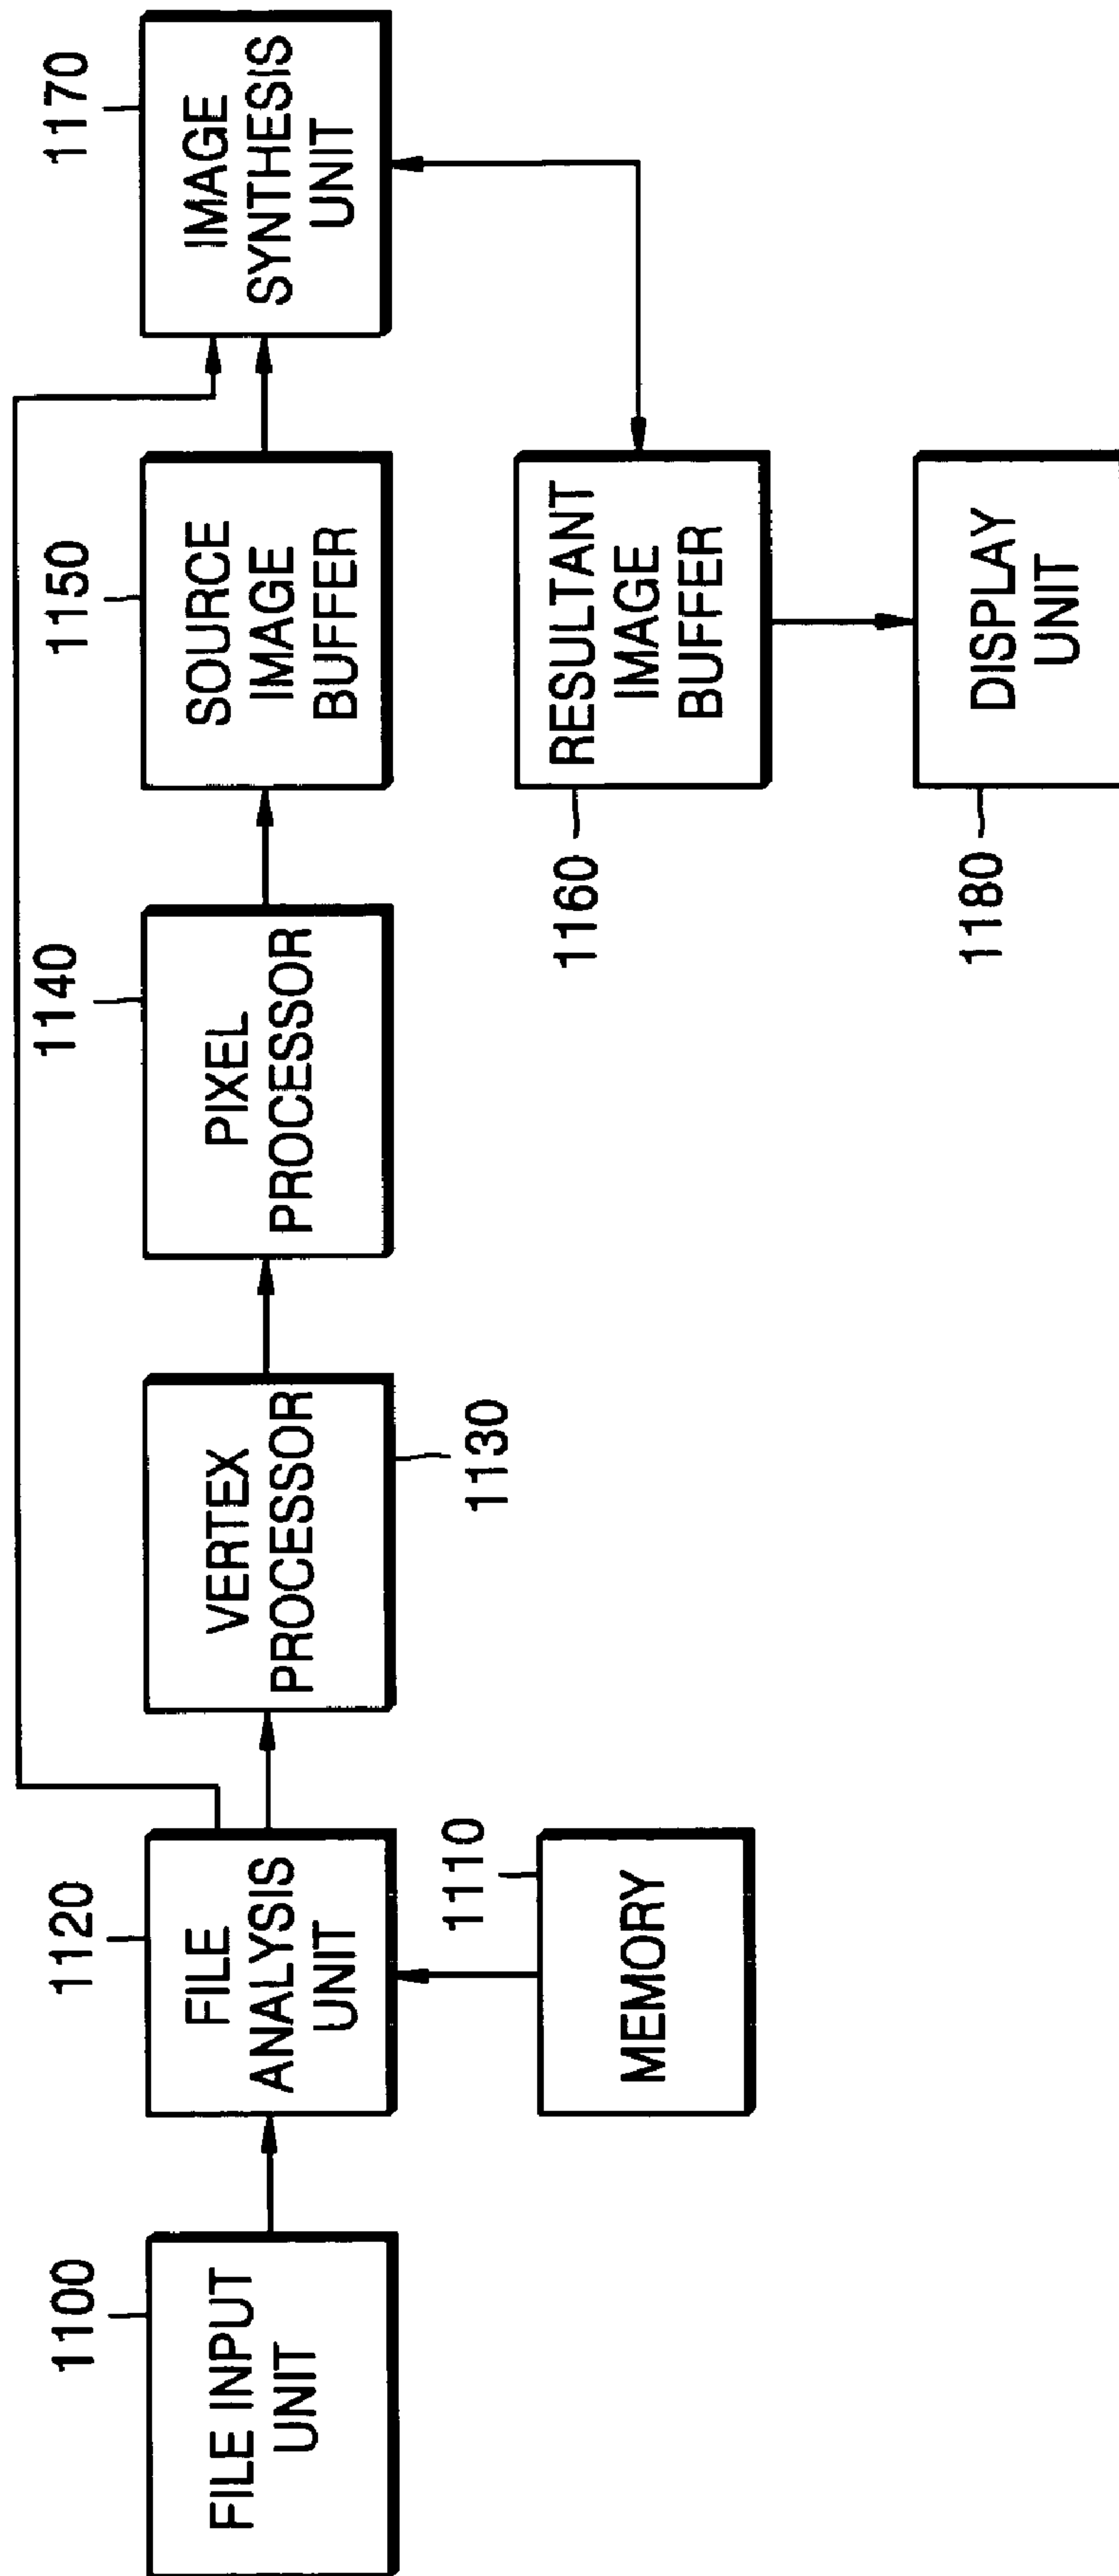 1100
FILE INPUT
UNIT
1120
FILE
ANALYSIS
UNIT
1110
MEMORY
VERTEX
PROCESSOR
1130
1140
PIXEL
PROCESSOR
1150
SOURCE
IMAGE
BUFFER
1170
IMAGE
SYNTHESIS
UNIT
1160
RESULTANT
IMAGE
BUFFER
1180
DISPLAY
UNIT